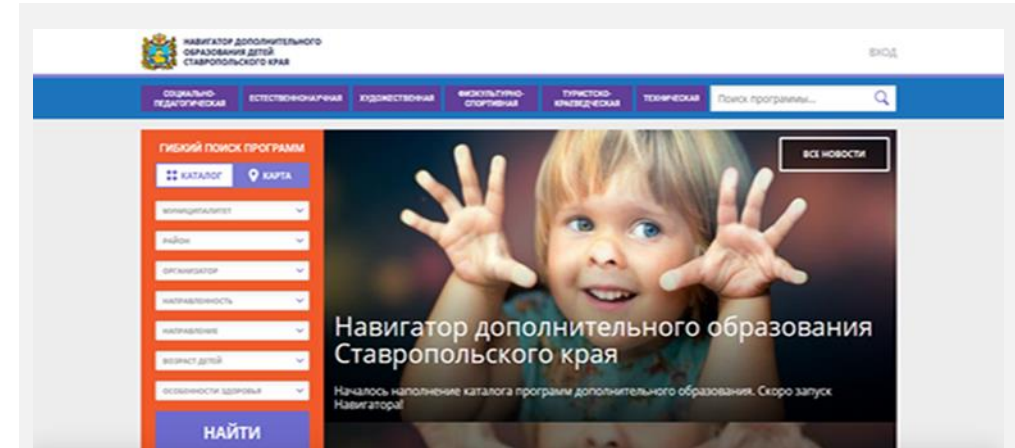 НАВИГАТОР ДОПОЛНИТЕЛЬНОГО
ОБРАЗОВАНИЯ ДЕТЕЙ
СТАВРОПОЛЬСКОГО КРАЯ
ВХОД
СОЦИАЛЬНО-
ПЕДАГОГИЧЕСКАЯ
ЕСТЕСТВЕННОНАУЧНАЯ
ХУДОЖЕСТВЕННАЯ
ФИЗКУЛЬТУРНО-
СПОРТИВНАЯ
ТУРИСТСКО-
КРАЕВЕДЧЕСКАЯ
ТЕХНИЧЕСКАЯ
Поиск программы...
ГИБКИЙ ПОИСК ПРОГРАММ
КАТАЛОГ
КАРТА
МУНИЦИПАЛИТЕТ
РАЙОН
ОРГАНИЗАТОР
НАПРАВЛЕННОСТЬ
НАПРАВЛЕНИЕ
ВОЗРАСТ ДЕТЕЙ
ОСОБЕННОСТИ ЗДОРОВЬЯ
НАЙТИ
ВСЕ НОВОСТИ
Навигатор дополнительного образования
Ставропольского края
Началось наполнение каталога программ дополнительного образования. Скоро запуск
Навигатора!